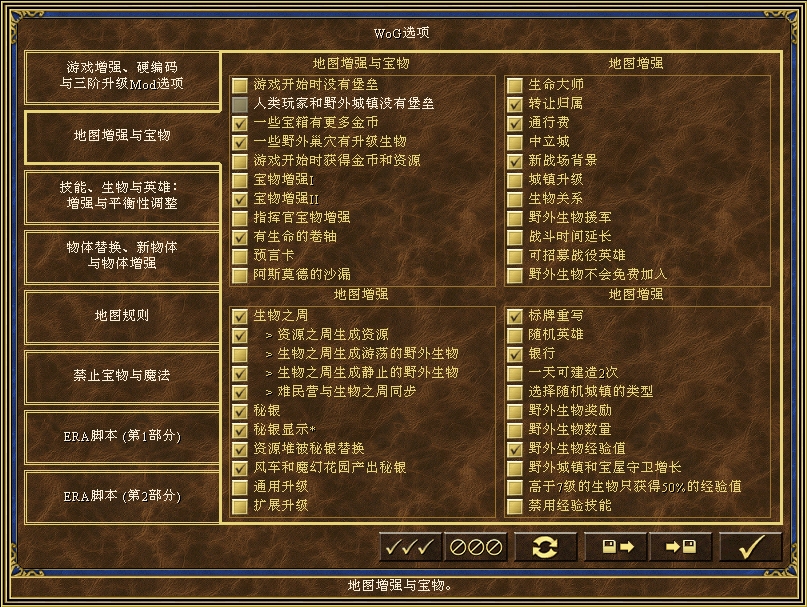 WoG选项
游戏增强、硬编码
与三阶升级Mod选项
地图增强与宝物
技能、生物与英雄：
增强与平衡性调整
物体替换、新物体
与物体增强
地图规则
禁止宝物与魔法
ERA脚本 (第1部分)
ERA脚本 (第2部分)
地图增强与宝物
游戏开始时没有堡垒
人类玩家和野外城镇没有堡垒
一些宝箱有更多金币
一些野外巢穴有升级生物
游戏开始时获得金币和资源
宝物增强I
宝物增强II
指挥官宝物增强
有生命的卷轴
预言卡
阿斯莫德的沙漏
地图增强
生命大师
转让归属
通行费
中立城
新战场背景
城镇升级
生物关系
野外生物援军
战斗时间延长
可招募战役英雄
野外生物不会免费加入
地图增强
生物之周
> 资源之周生成资源
> 生物之周生成游荡的野外生物
> 生物之周生成静止的野外生物
> 难民营与生物之周同步
秘银
秘银显示*
资源堆被秘银替换
风车和魔幻花园产出秘银
通用升级
扩展升级
地图增强
标牌重写
随机英雄
银行
一天可建造2次
选择随机城镇的类型
野外生物奖励
野外生物数量
野外生物经验值
野外城镇和宝屋守卫增长
高于7级的生物只获得50%的经验值
禁用经验技能
地图增强与宝物。